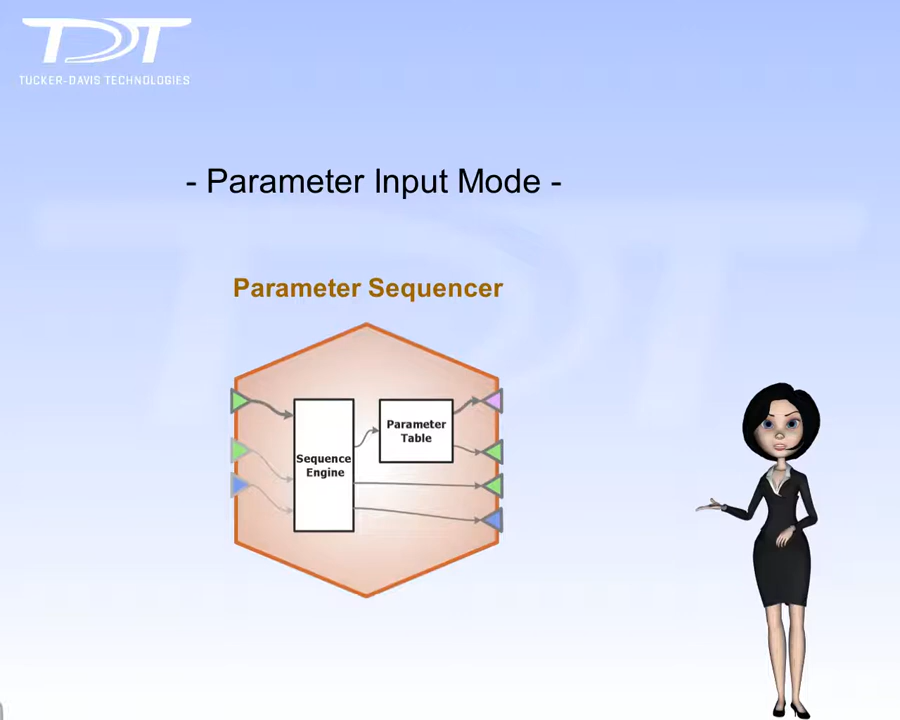 TDT
TUCKER-DAVIS TECHNOLOGIES
- Parameter Input Mode -
Parameter Sequencer
Parameter
Table
Sequence
Engine